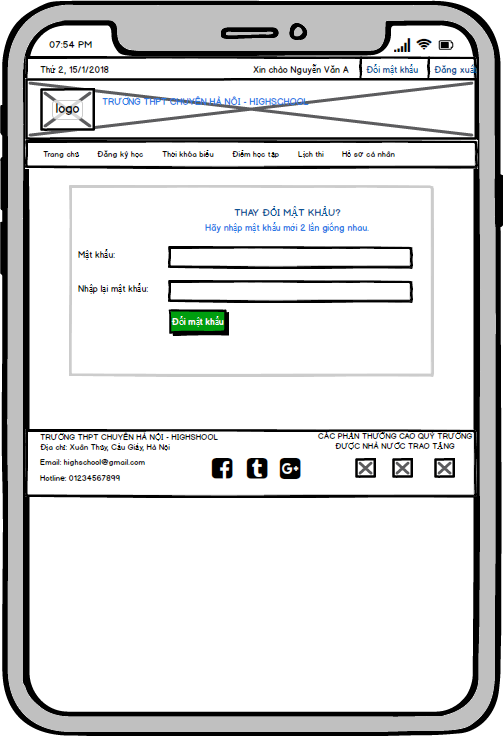 07:54 PM
Thứ 2, 15/1/2018 Xin chào Nguyễn Văn A Đổi mật khẩu Đăng xuất
logo TRƯỜNG THPT CHUYÊN HÀ NỘI - HIGHSCHOOL
Trang chủ Đăng ký học Thời khóa biểu Điểm học tập Lịch thi Hồ sơ cá nhân
THAY ĐỔI MẬT KHẨU?
Hãy nhập mật khẩu mới 2 lần giống nhau.
Mật khẩu:
Nhập lại mật khẩu:
Đổi mật khẩu
TRƯỜNG THPT CHUYÊN HÀ NỘI - HIGHSCHOOL
Địa chỉ: Xuân Thủy, Cầu Giấy, Hà Nội
Email: highschool@gmail.com
Hotline: 01234567899
CÁC PHẦN THƯỞNG CAO QUÝ TRƯỜNG
ĐƯỢC NHÀ NƯỚC TRAO TẶNG